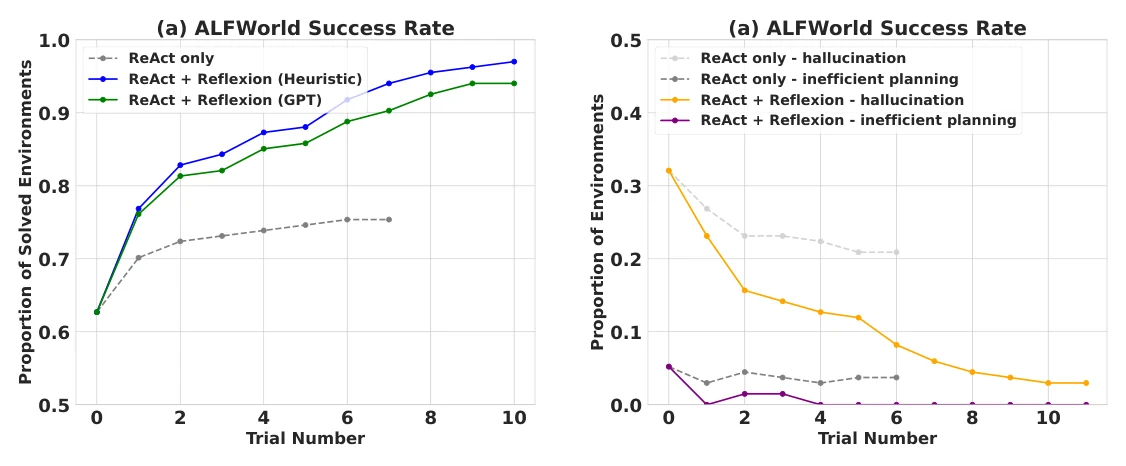 (a) ALFWorld Success Rate
Proportion of Solved Environments
1.0
0.9
0.8
0.7
0.6
0.5
ReAct only
ReAct + Reflexion (Heuristic)
ReAct + Reflexion (GPT)
0 2 4 6 8 10
Trial Number
(a) ALFWorld Success Rate
Proportion of Environments
0.5
0.4
0.3
0.2
0.1
0.0
ReAct only - hallucination
ReAct only - inefficient planning
ReAct + Reflexion - hallucination
ReAct + Reflexion - inefficient planning
0 2 4 6 8 10
Trial Number